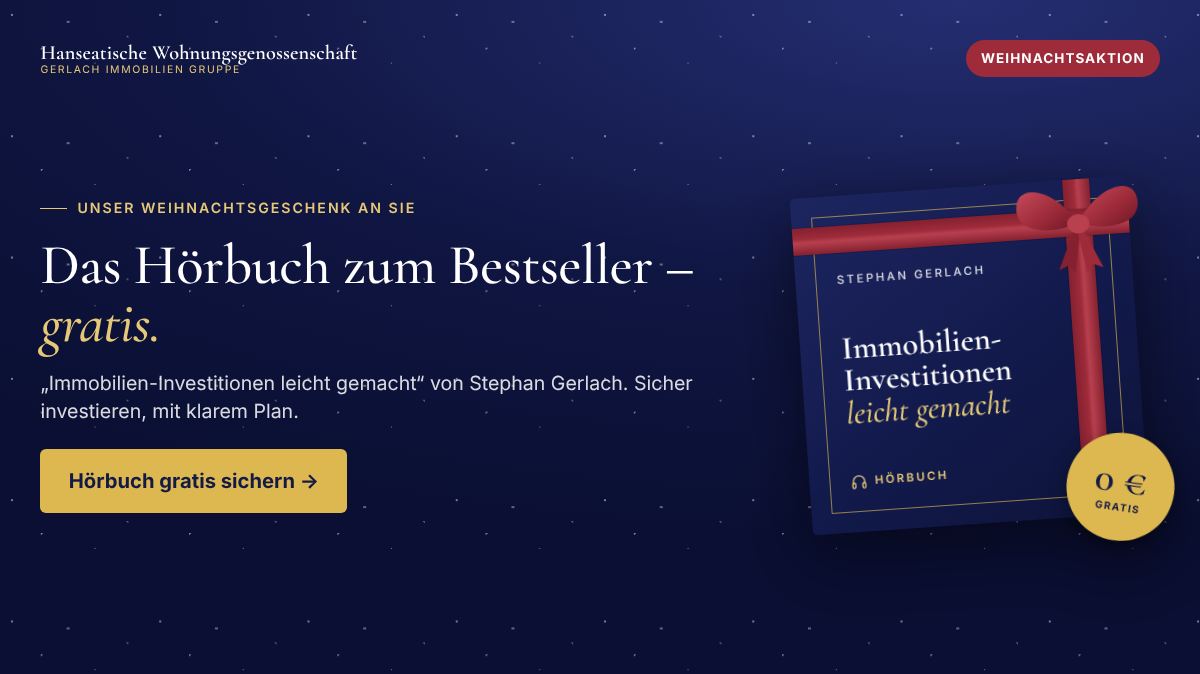 Hanseatische Wohnungsgenossenschaft
GERLACH IMMOBILIEN GRUPPE
WEIHNACHTSAKTION
UNSER WEIHNACHTSGESCHENK AN SIE
Das Hörbuch zum Bestseller –
gratis.
„Immobilien-Investitionen leicht gemacht“ von Stephan Gerlach. Sicher
investieren, mit klarem Plan.
Hörbuch gratis sichern →
STEPHAN GERLACH
Immobilien-
Investitionen
leicht gemacht
HÖRBUCH
0 €
GRATIS